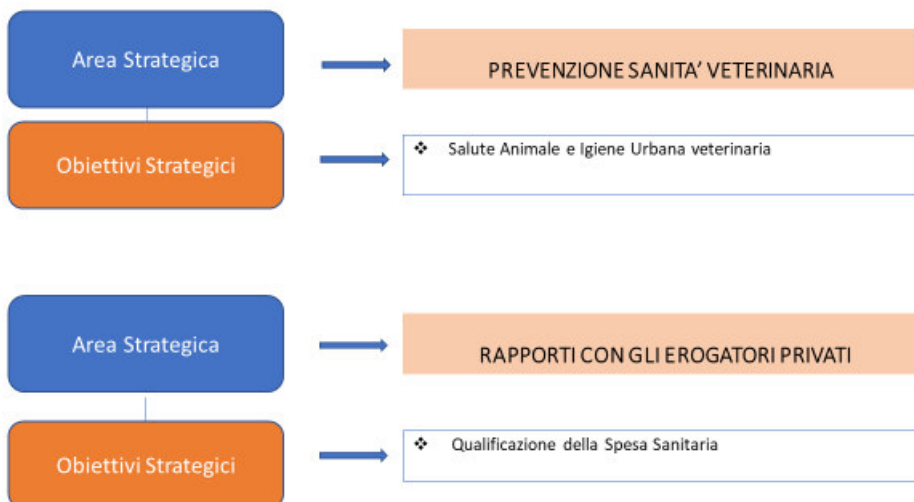 Area Strategica
PREVENZIONE SANITA’ VETERINARIA
Obiettivi Strategici
❖ Salute Animale e Igiene Urbana veterinaria
Area Strategica
RAPPORTI CON GLI EROGATORI PRIVATI
Obiettivi Strategici
❖ Qualificazione della Spesa Sanitaria